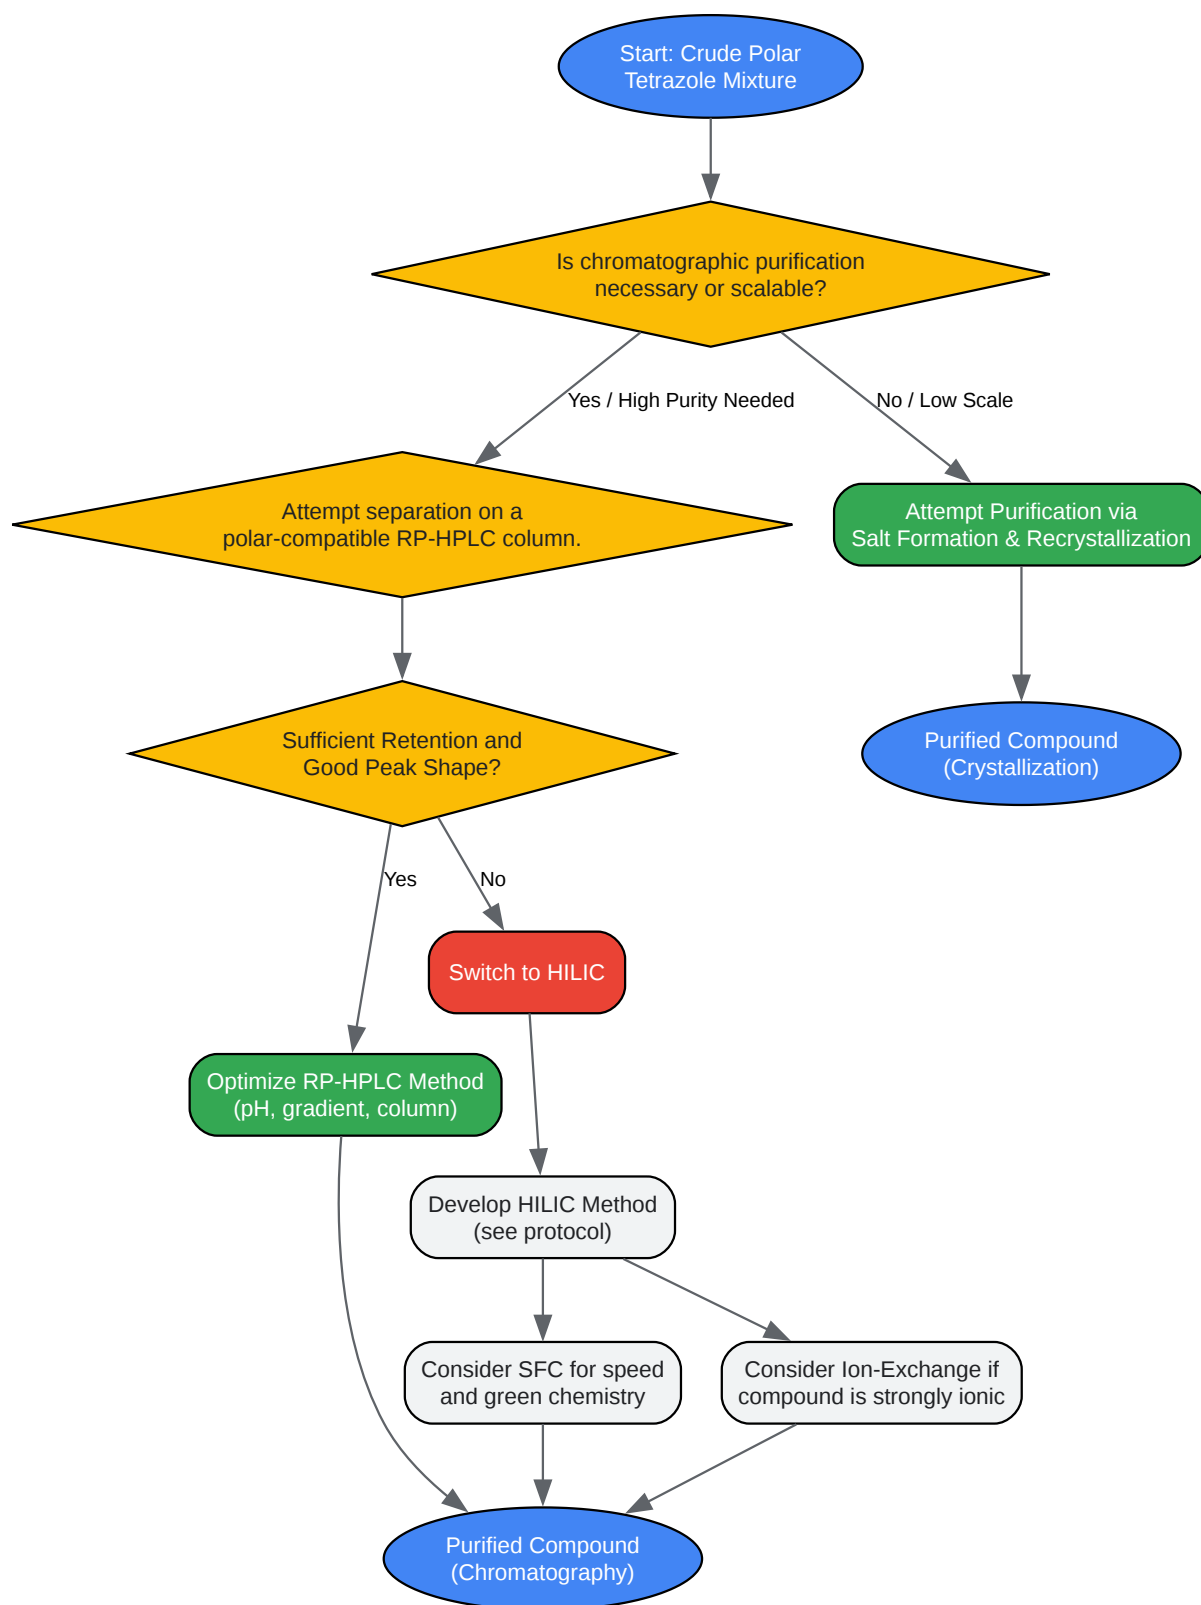 Start: Crude Polar
Tetrazole Mixture
Is chromatographic purification
necessary or scalable?
Yes / High Purity Needed
No / Low Scale
Attempt separation on a
polar-compatible RP-HPLC column.
Attempt Purification via
Salt Formation & Recrystallization
Sufficient Retention and
Good Peak Shape?
Purified Compound
(Crystallization)
Yes
No
Switch to HILIC
Optimize RP-HPLC Method
(pH, gradient, column)
Develop HILIC Method
(see protocol)
Consider SFC for speed
and green chemistry
Consider Ion-Exchange if
compound is strongly ionic
Purified Compound
(Chromatography)